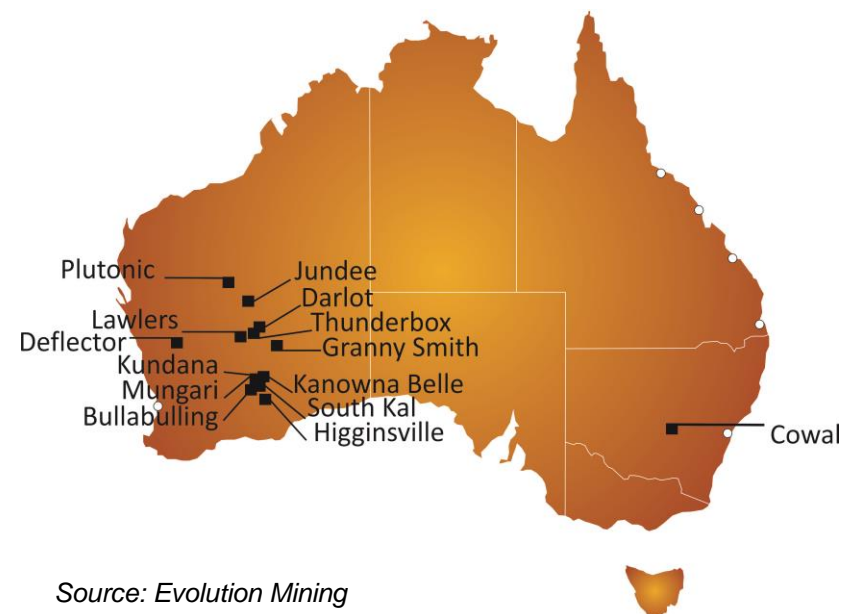 Plutonic
Jundee
Darlot
Lawlers
Thunderbox
Deflector
Granny Smith
Kundana
Kanowna Belle
Mungari
South Kal
Bullabulling
Higginsville
Cowal
Source: Evolution Mining